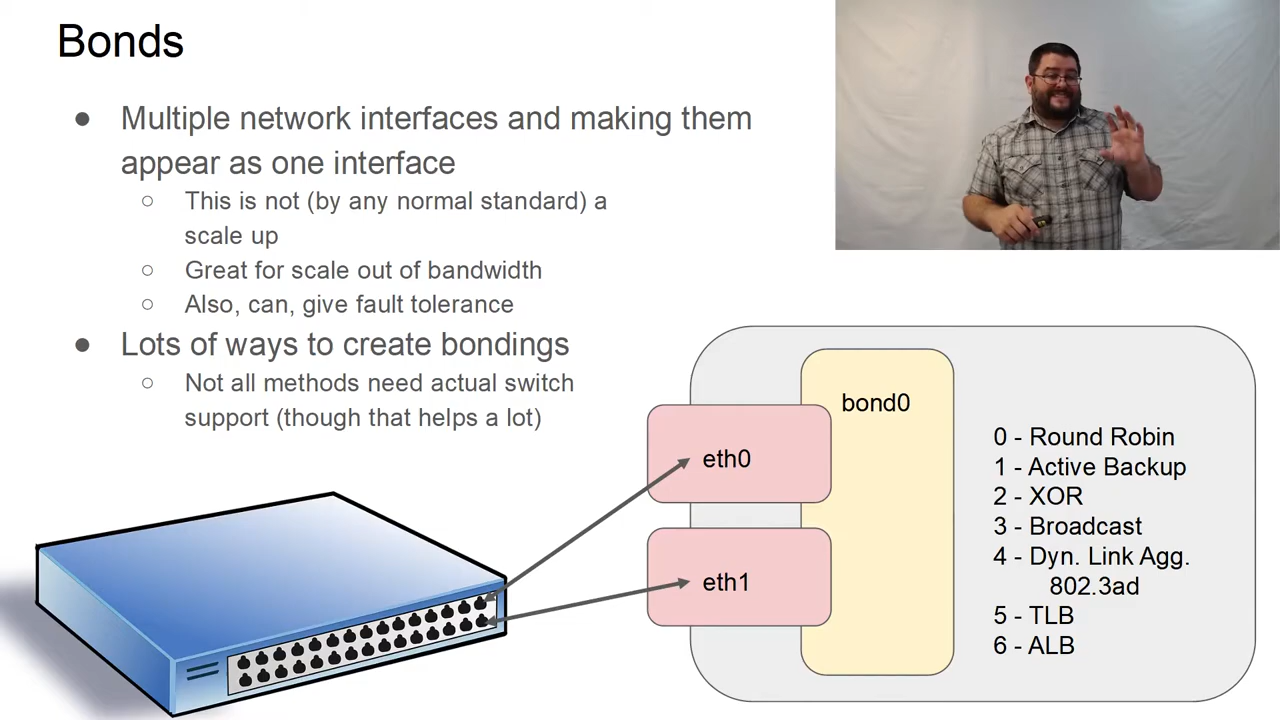 Bonds
● Multiple network interfaces and making them
appear as one interface
○ This is not (by any normal standard) a
scale up
○ Great for scale out of bandwidth
○ Also, can, give fault tolerance
● Lots of ways to create bondings
○ Not all methods need actual switch
support (though that helps a lot)
bond0
eth0
eth1
0 - Round Robin
1 - Active Backup
2 - XOR
3 - Broadcast
4 - Dyn. Link Agg.
802.3ad
5 - TLB
6 - ALB